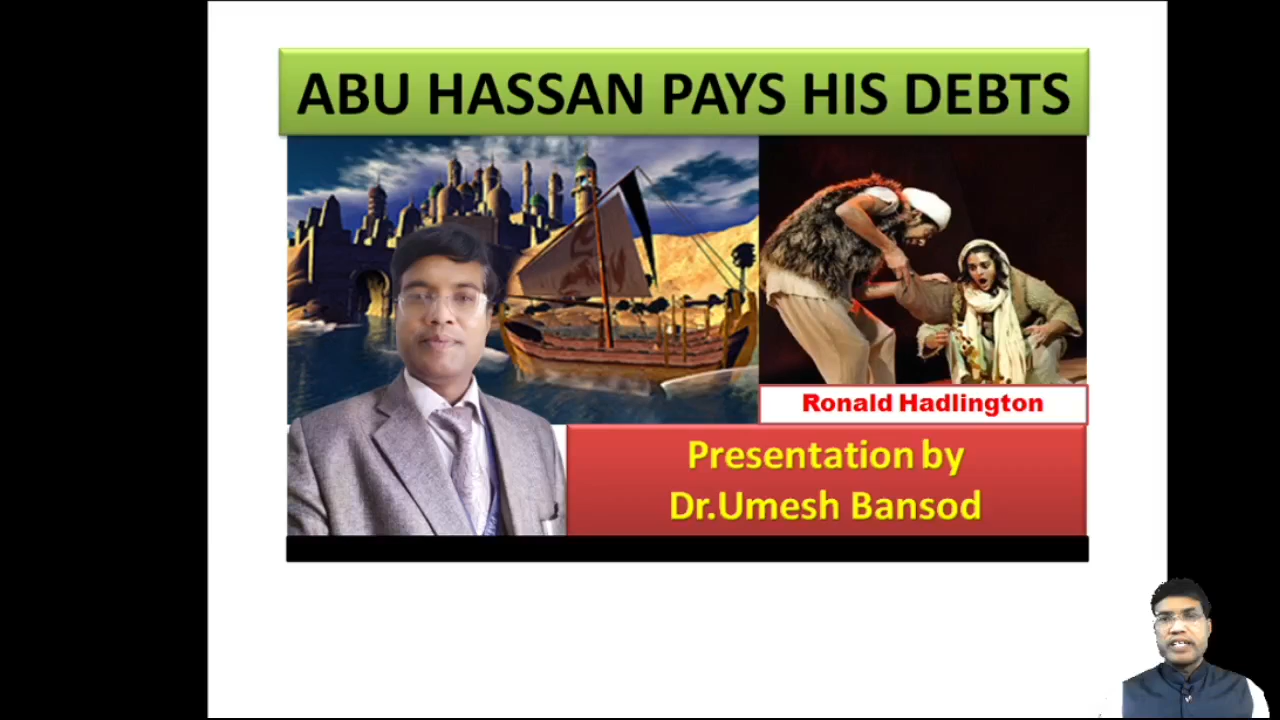 ABU HASSAN PAYS HIS DEBTS
Ronald Hadlington
Presentation by
Dr.Umesh Bansod